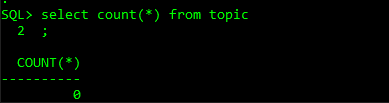 SQL> select count(*) from topic
  2  ;
  COUNT(*)
----------
         0